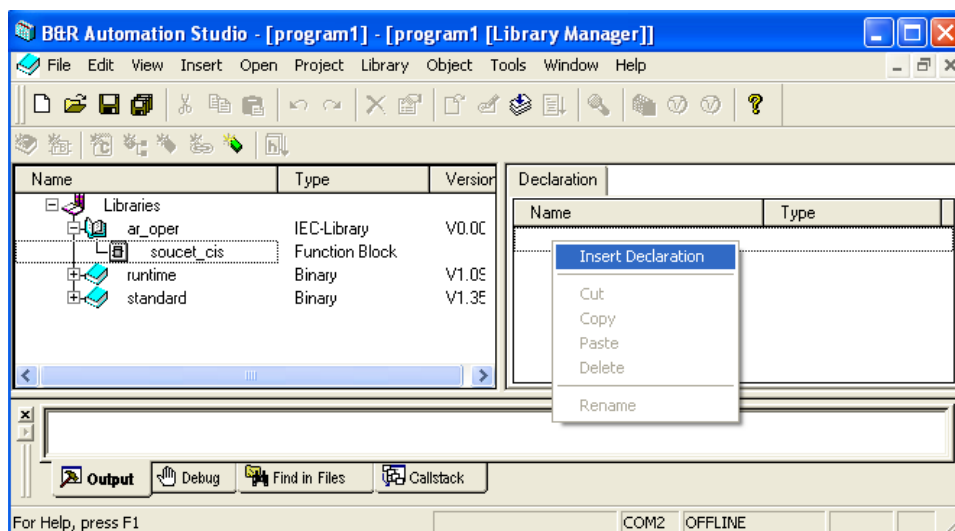 B&R Automation Studio - [program1] - [program1 [Library Manager]]
File Edit View Insert Open Project Library Object Tools Window Help
Name Type Version
Libraries
ar_oper IEC-Library V0.00
soucet_cis Function Block
runtime Binary V1.09
standard Binary V1.35
Declaration
Name Type
Insert Declaration
Cut
Copy
Paste
Delete
Rename
Output Debug Find in Files Callstack
For Help, press F1 COM2 OFFLINE